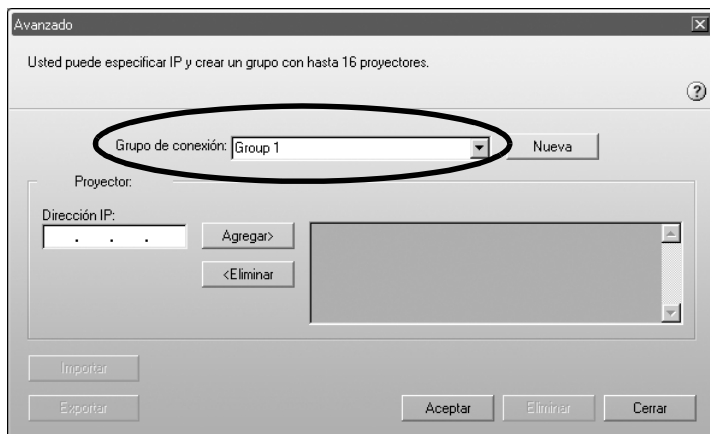 Avanzado
Usted puede especificar IP y crear un grupo con hasta 16 proyectores.
Grupo de conexión: Group 1
Nueva
Proyector:
Dirección IP:
. . .
Agregar>
<Eliminar
Importar
Exportar
Aceptar
Eliminar
Cerrar